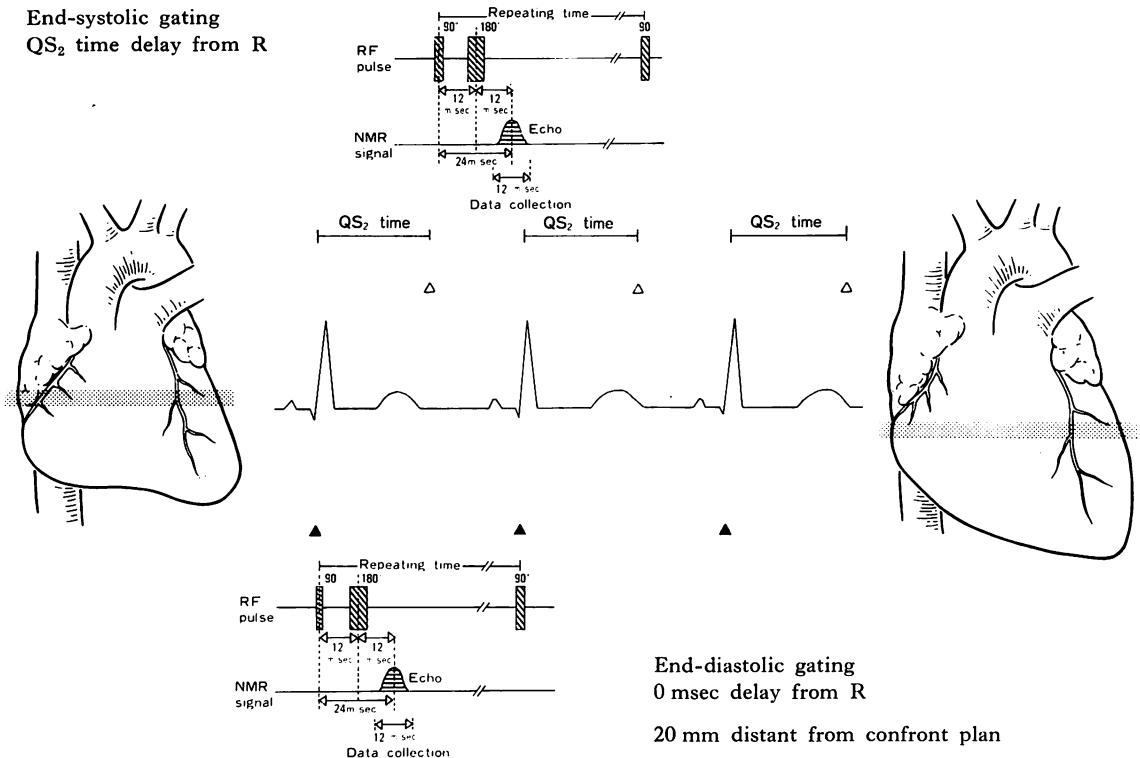 End-systolic gating
QS₂ time delay from R
Repeating time
90° 180° 90
RF
pulse
12
m sec
12
m sec
Echo
NMR
signal
24m sec
12 m sec
Data collection
QS₂ time QS₂ time QS₂ time
Repeating time
90 180° 90°
RF
pulse
12
m sec
12
m sec
Echo
NMR
signal
24m sec
12 m sec
Data collection
End-diastolic gating
0 msec delay from R
20 mm distant from confront plan